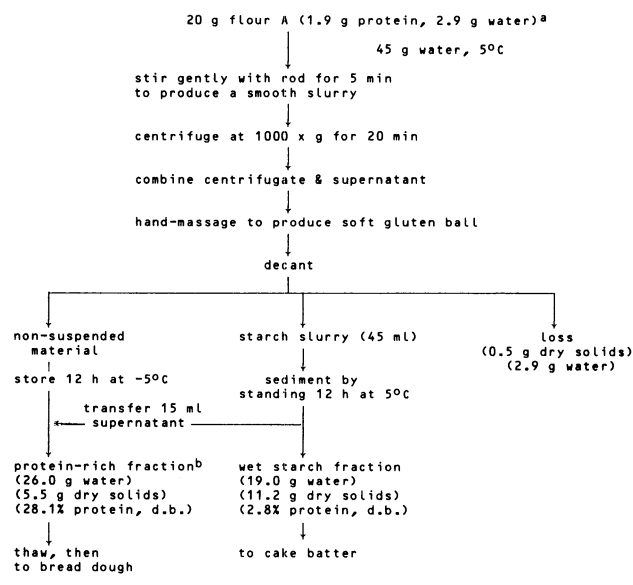 20 g flour A (1.9 g protein, 2.9 g water)a
45 g water, 5ºC
stir gently with rod for 5 min
to produce a smooth slurry
centrifuge at 1000 x g for 20 min
combine centrifugate & supernatant
hand-massage to produce soft gluten ball
decant
non-suspended
material
store 12 h at -5ºC
starch slurry (45 ml)
sediment by
standing 12 h at 5ºC
loss
(0.5 g dry solids)
(2.9 g water)
transfer 15 ml
supernatant
protein-rich fractionb
(26.0 g water)
(5.5 g dry solids)
(28.1% protein, d.b.)
thaw, then
to bread dough
wet starch fraction
(19.0 g water)
(11.2 g dry solids)
(2.8% protein, d.b.)
to cake batter